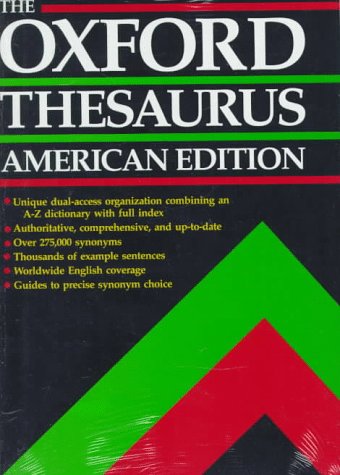 THE
OXFORD
THESAURUS
AMERICAN EDITION
Unique dual-access organization combining an
A-Z dictionary with full index
Authoritative, comprehensive, and up-to-date
Over 275,000 synonyms
Thousands of example sentences
Worldwide English coverage
Guides to precise synonym choice